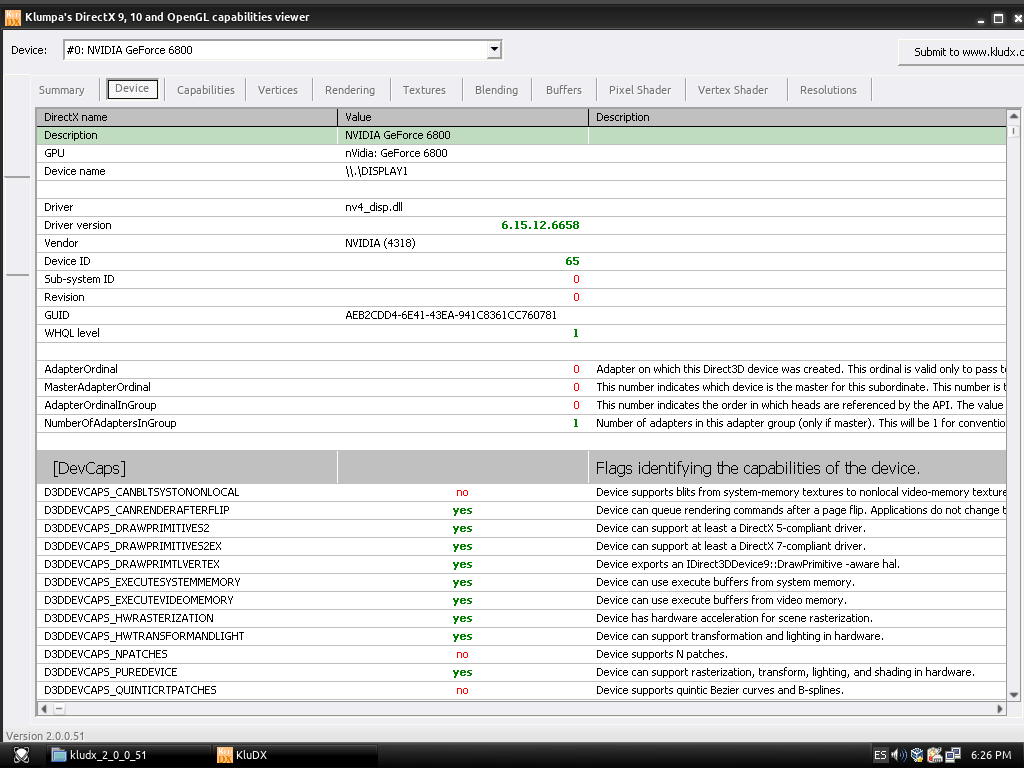 Klumpa's DirectX 9, 10 and OpenGL capabilities viewer
Device: #0: NVIDIA GeForce 6800 Submit to www.kludx.c
Summary Device Capabilities Vertices Rendering Textures Blending Buffers Pixel Shader Vertex Shader Resolutions
DirectX name Value Description
Description NVIDIA GeForce 6800
GPU nVidia: GeForce 6800
Device name \\.\DISPLAY1
Driver nv4_disp.dll
Driver version 6.15.12.6658
Vendor NVIDIA (4318)
Device ID 65
Sub-system ID 0
Revision 0
GUID AEB2CDD4-6E41-43EA-941C8361CC760781
WHQL level 1
AdapterOrdinal 0 Adapter on which this Direct3D device was created. This ordinal is valid only to pass t
MasterAdapterOrdinal 0 This number indicates which device is the master for this subordinate. This number is t
AdapterOrdinalInGroup 0 This number indicates the order in which heads are referenced by the API. The value
NumberOfAdaptersInGroup 1 Number of adapters in this adapter group (only if master). This will be 1 for conventio
[DevCaps] Flags identifying the capabilities of the device.
D3DDEVCAPS_CANBLTSYSTONONLOCAL no Device supports blits from system-memory textures to nonlocal video-memory texture
D3DDEVCAPS_CANRENDERAFTERFLIP yes Device can queue rendering commands after a page flip. Applications do not change t
D3DDEVCAPS_DRAWPRIMITIVES2 yes Device can support at least a DirectX 5-compliant driver.
D3DDEVCAPS_DRAWPRIMITIVES2EX yes Device can support at least a DirectX 7-compliant driver.
D3DDEVCAPS_DRAWPRIMTLVERTEX yes Device exports an IDirect3DDevice9::DrawPrimitive -aware hal.
D3DDEVCAPS_EXECUTESYSTEMMEMORY yes Device can use execute buffers from system memory.
D3DDEVCAPS_EXECUTEVIDEOMEMORY yes Device can use execute buffers from video memory.
D3DDEVCAPS_HWRASTERIZATION yes Device has hardware acceleration for scene rasterization.
D3DDEVCAPS_HWTRANSFORMANDLIGHT yes Device can support transformation and lighting in hardware.
D3DDEVCAPS_NPATCHES no Device supports N patches.
D3DDEVCAPS_PUREDEVICE yes Device can support rasterization, transform, lighting, and shading in hardware.
D3DDEVCAPS_QUINTICRTPATCHES no Device supports quintic Bezier curves and B-splines.
Version 2.0.0.51
kludx_2_0_0_51 KluDX ES 6:26 PM